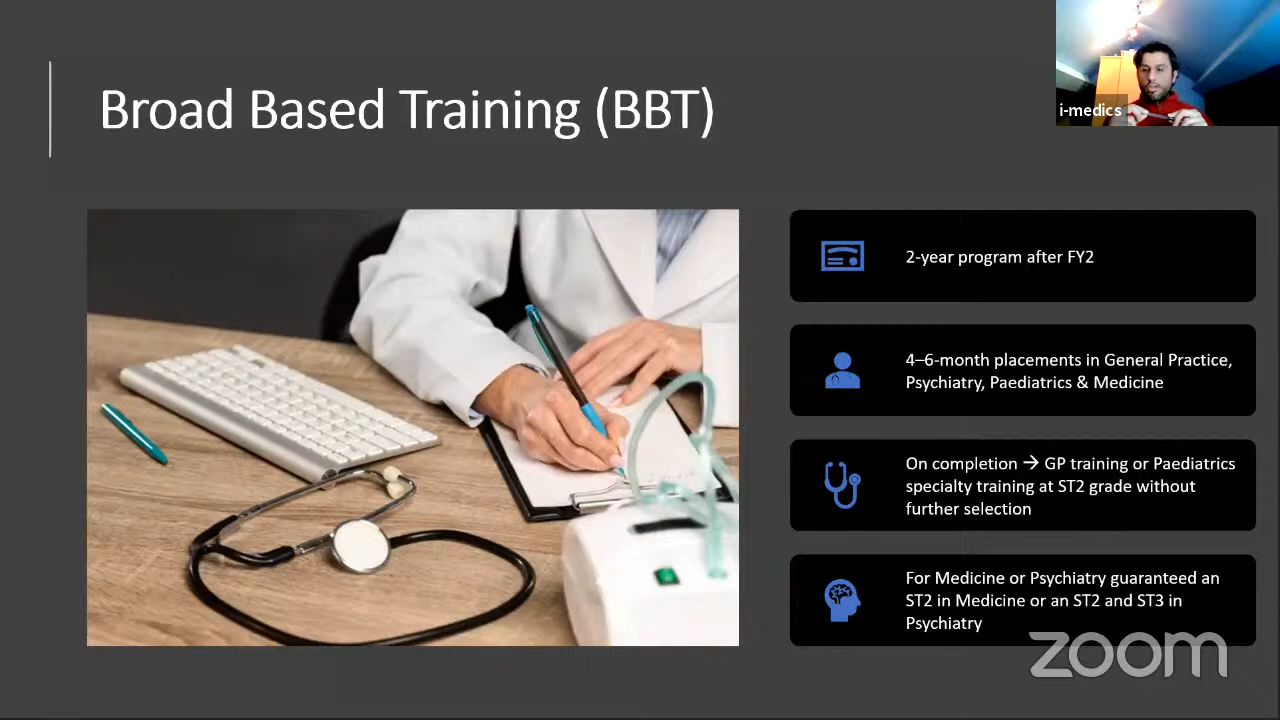 Broad Based Training (BBT)
i-medics
2-year program after FY2
4–6-month placements in General Practice,
Psychiatry, Paediatrics & Medicine
On completion → GP training or Paediatrics
specialty training at ST2 grade without
further selection
For Medicine or Psychiatry guaranteed an
ST2 in Medicine or an ST2 and ST3 in
Psychiatry
zoom